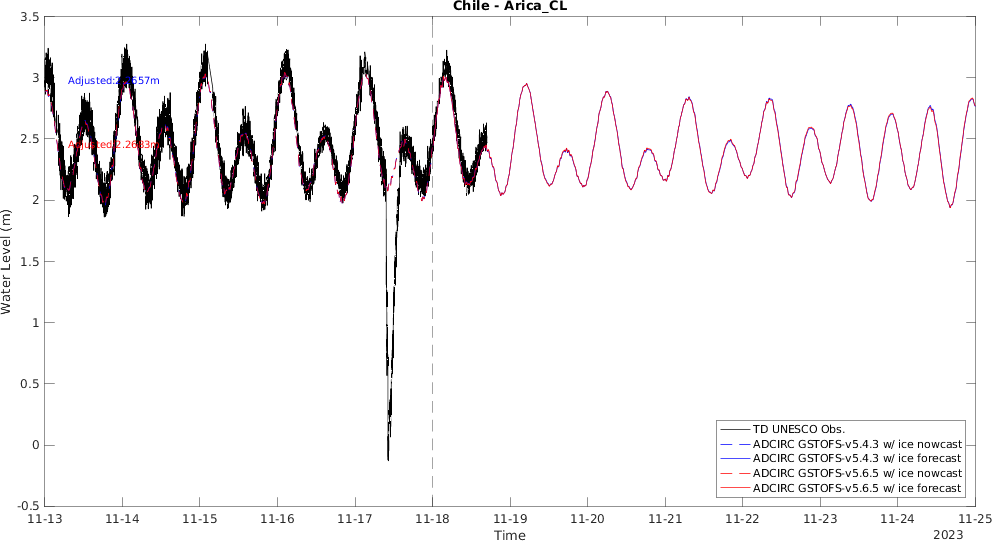 Chile - Arica_CL
3.5
3
2.5
2
1.5
1
0.5
0
-0.5
Water Level (m)
Adjusted:2. 557m
Adjusted:2.2633m
TD UNESCO Obs.
ADCIRC GSTOFS-v5.4.3 w/ ice nowcast
ADCIRC GSTOFS-v5.4.3 w/ ice forecast
ADCIRC GSTOFS-v5.6.5 w/ ice nowcast
ADCIRC GSTOFS-v5.6.5 w/ ice forecast
11-13 11-14 11-15 11-16 11-17 11-18 11-19 11-20 11-21 11-22 11-23 11-24 11-25
Time
2023